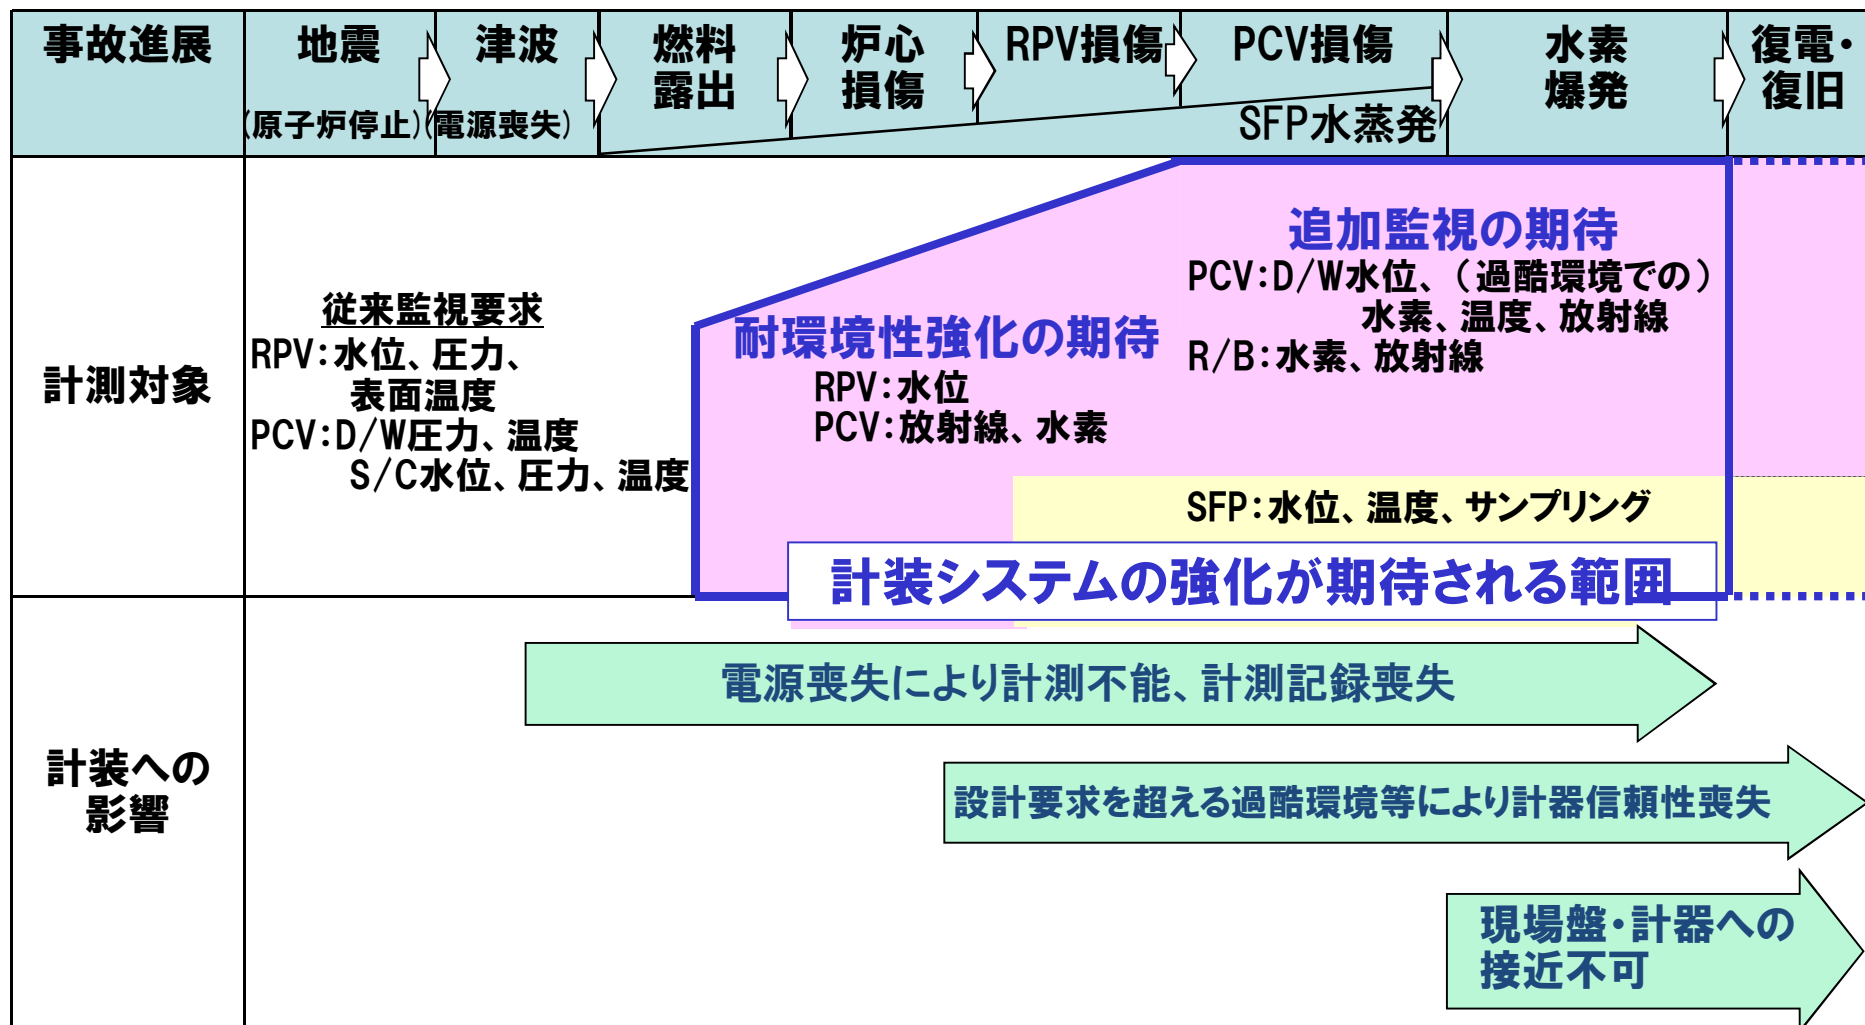 事故進展
地震
(原子炉停止)
津波
(電源喪失)
燃料
露出
炉心
損傷
RPV損傷
PCV損傷
SFP水蒸発
水素
爆発
復電・
復旧
計測対象
従来監視要求
RPV:水位、圧力、
表面温度
PCV:D/W圧力、温度
S/C水位、圧力、温度
耐環境性強化の期待
RPV:水位
PCV:放射線、水素
追加監視の期待
PCV:D/W水位、(過酷環境での)
水素、温度、放射線
R/B:水素、放射線
SFP:水位、温度、サンプリング
計装システムの強化が期待される範囲
計装への
影響
電源喪失により計測不能、計測記録喪失
設計要求を超える過酷環境等により計器信頼性喪失
現場盤・計器への
接近不可